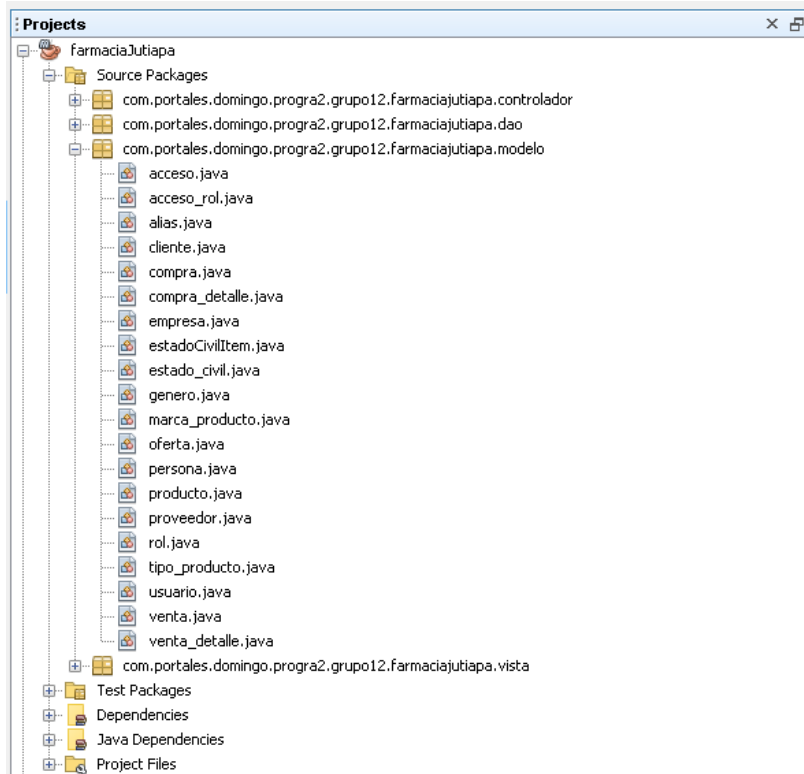 Projects
farmaciaJutiapa
Source Packages
com.portales.domingo.progra2.grupo12.farmaciajutiapa.controlador
com.portales.domingo.progra2.grupo12.farmaciajutiapa.dao
com.portales.domingo.progra2.grupo12.farmaciajutiapa.modelo
acceso.java
acceso_rol.java
alias.java
cliente.java
compra.java
compra_detalle.java
empresa.java
estadoCivilItem.java
estado_civil.java
genero.java
marca_producto.java
oferta.java
persona.java
producto.java
proveedor.java
rol.java
tipo_producto.java
usuario.java
venta.java
venta_detalle.java
com.portales.domingo.progra2.grupo12.farmaciajutiapa.vista
Test Packages
Dependencies
Java Dependencies
Project Files